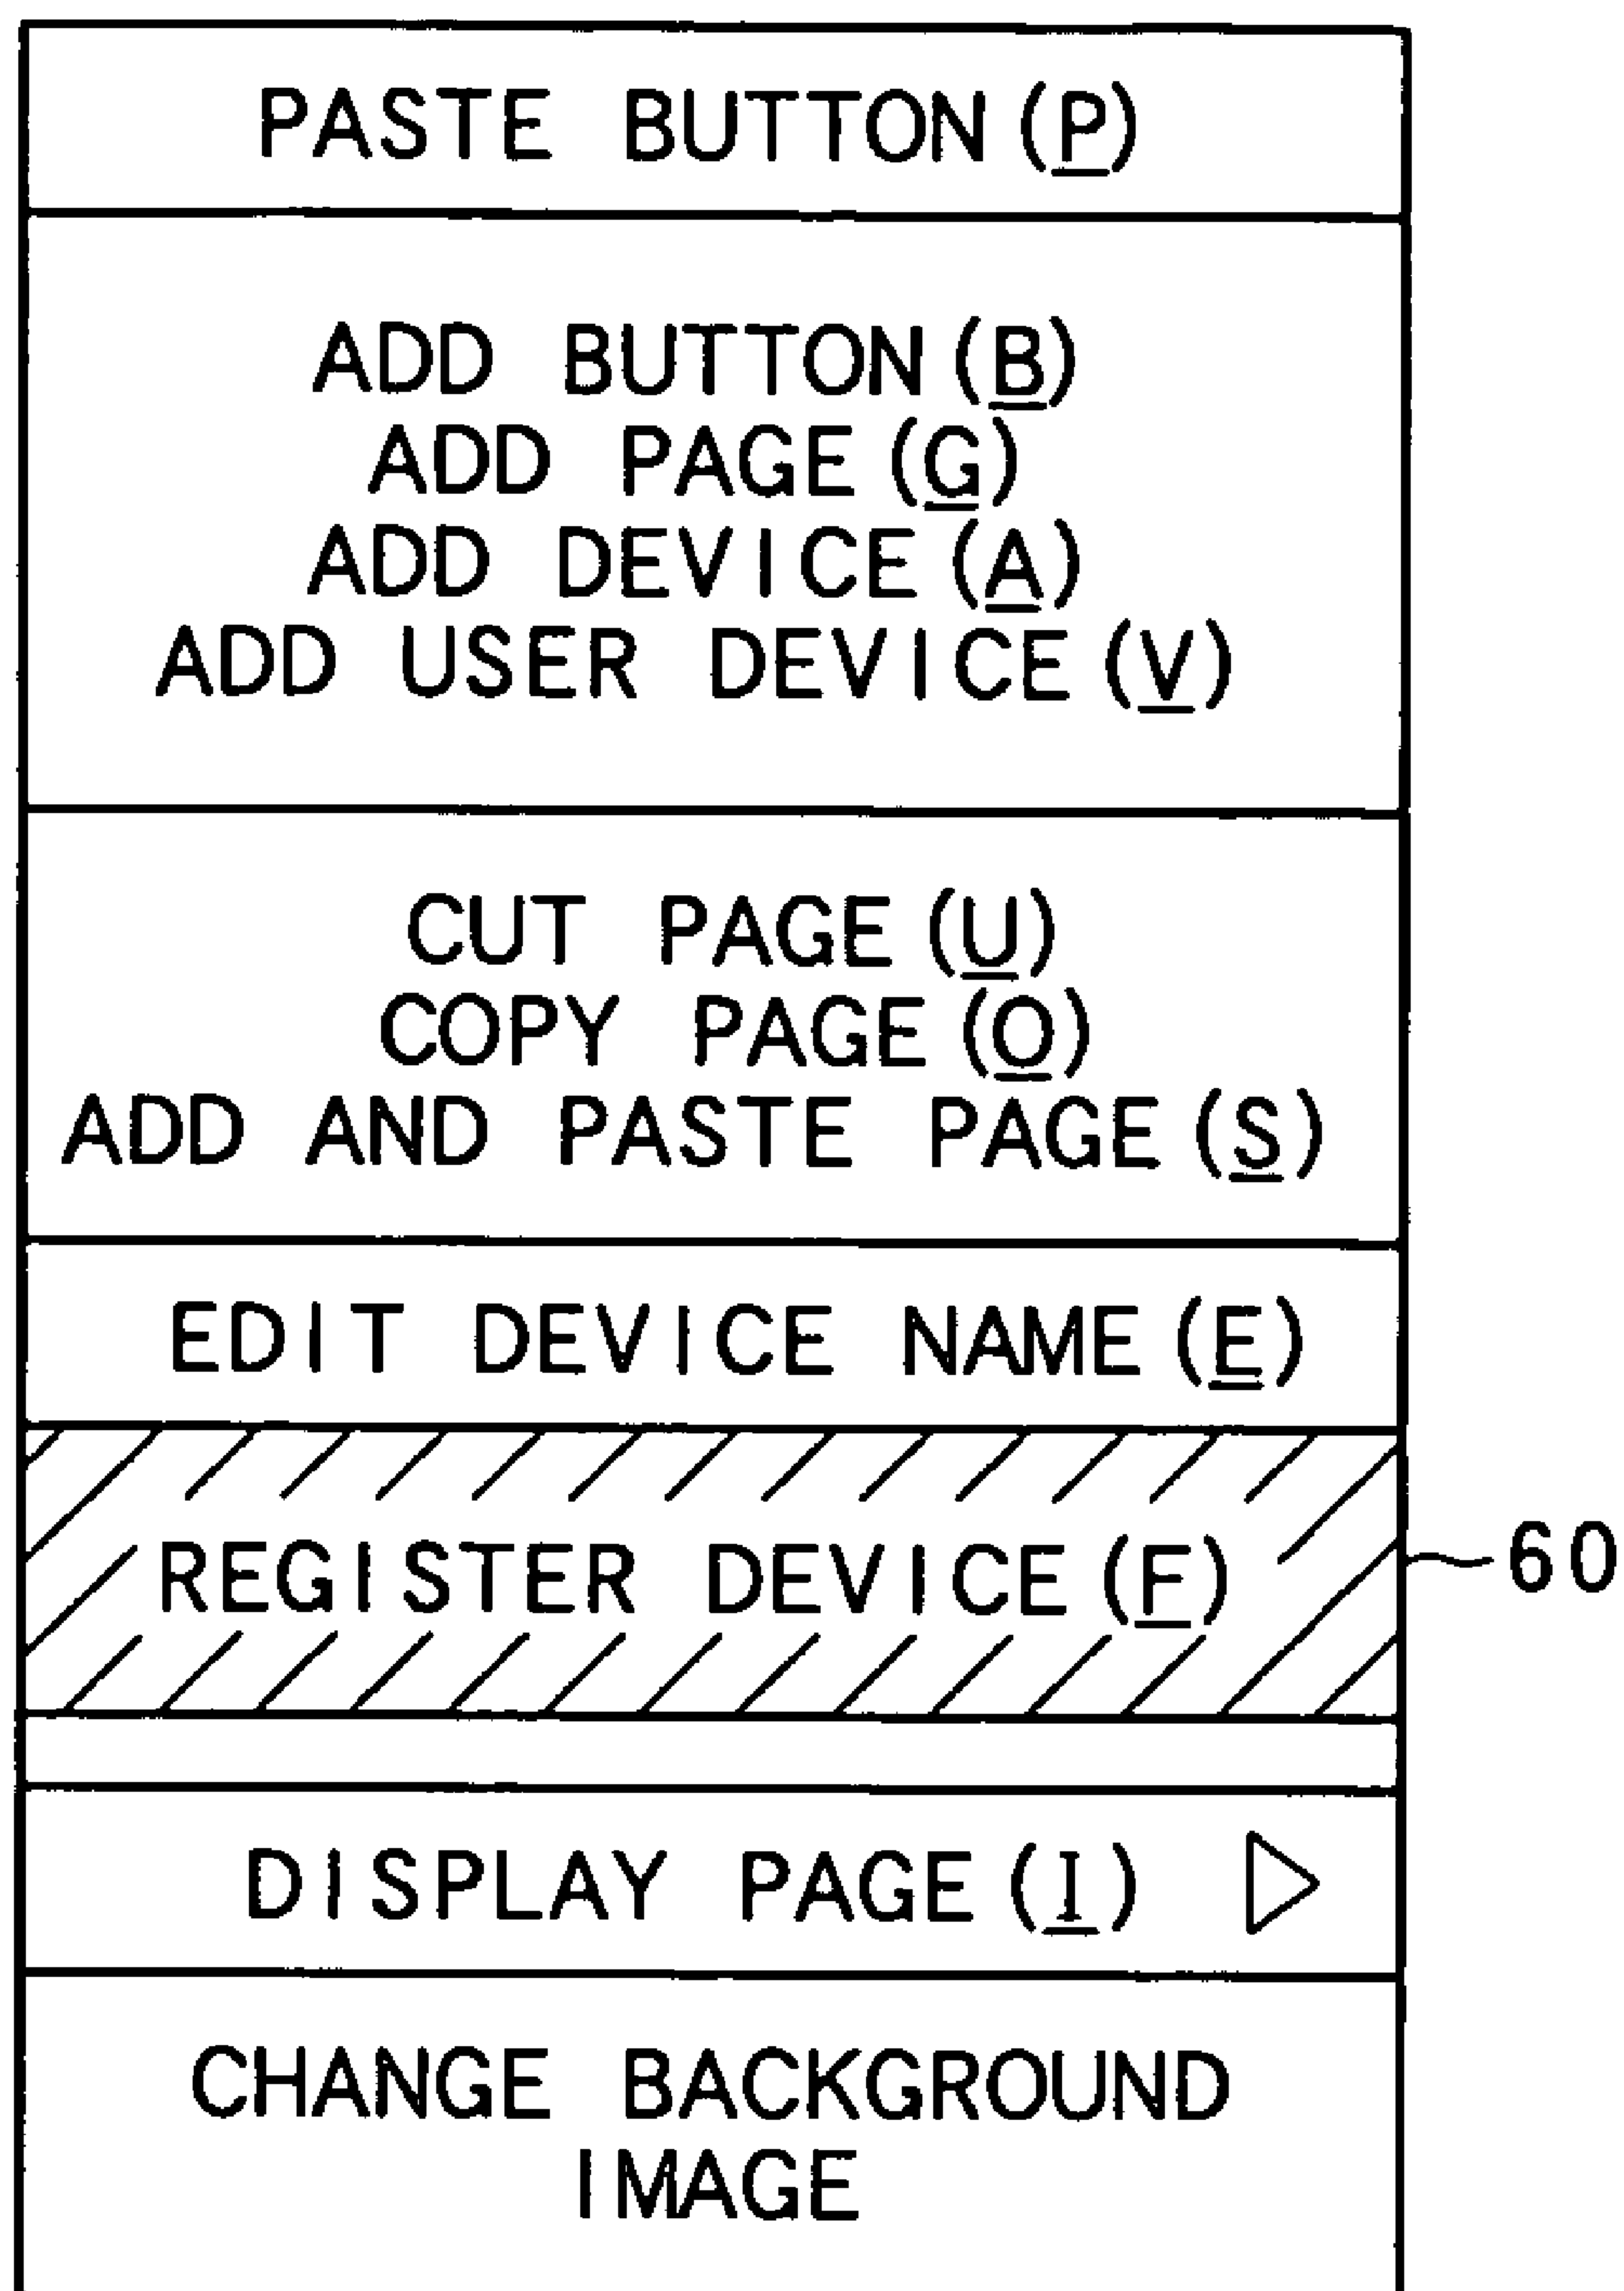 PASTE BUTTON (P)
ADD BUTTON (B)
ADD PAGE (G)
ADD DEVICE (A)
ADD USER DEVICE (V)
CUT PAGE (U)
COPY PAGE (O)
ADD AND PASTE PAGE (S)
EDIT DEVICE NAME (E)
REGISTER DEVICE (F)
60
DISPLAY PAGE (I)
CHANGE BACKGROUND
IMAGE